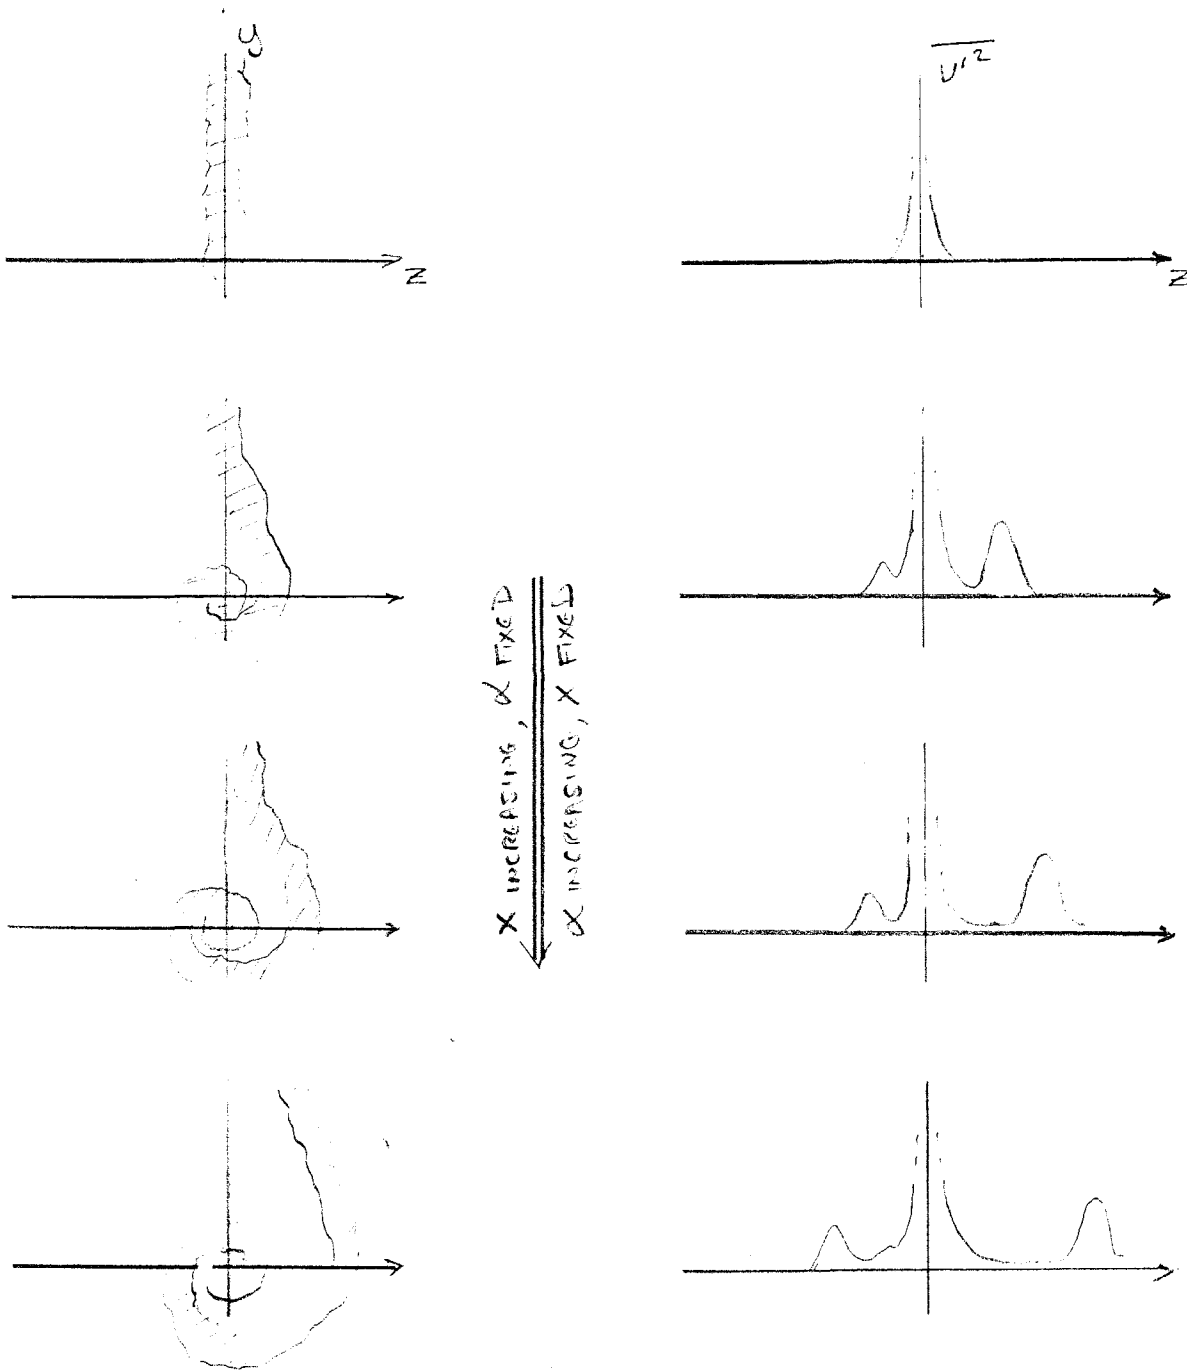 y
z
u'²
z
X INCREASING, α FIXED
α INCREASING, X FIXED